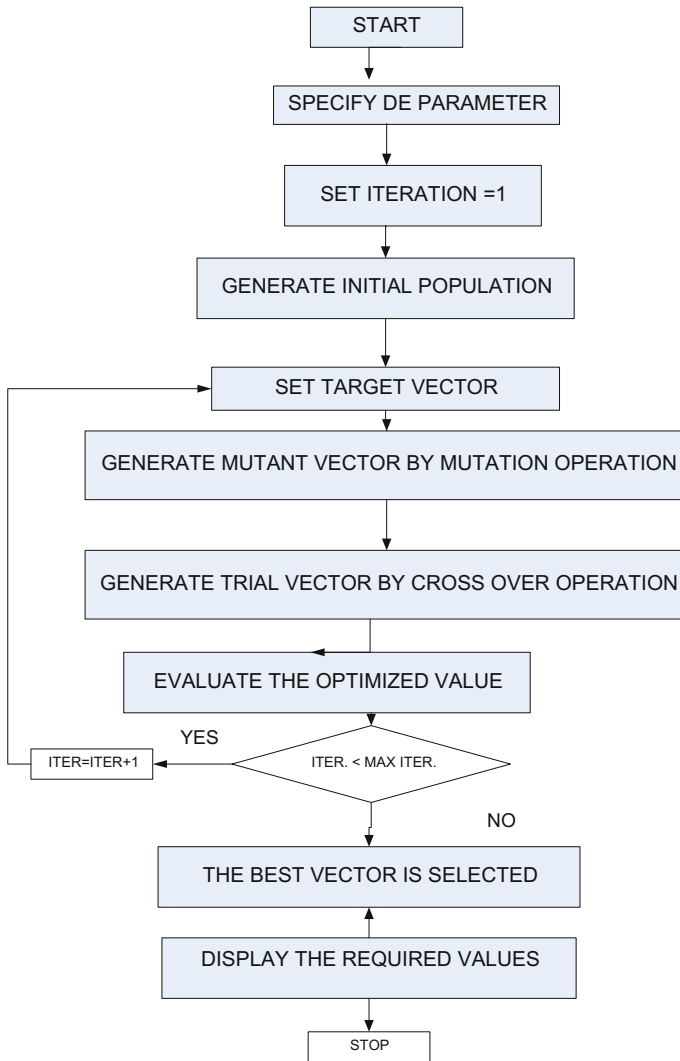 START
SPECIFY DE PARAMETER
SET ITERATION =1
GENERATE INITIAL POPULATION
SET TARGET VECTOR
GENERATE MUTANT VECTOR BY MUTATION OPERATION
GENERATE TRIAL VECTOR BY CROSS OVER OPERATION
EVALUATE THE OPTIMIZED VALUE
YES
ITER=ITER+1
ITER. < MAX ITER.
NO
THE BEST VECTOR IS SELECTED
DISPLAY THE REQUIRED VALUES
STOP